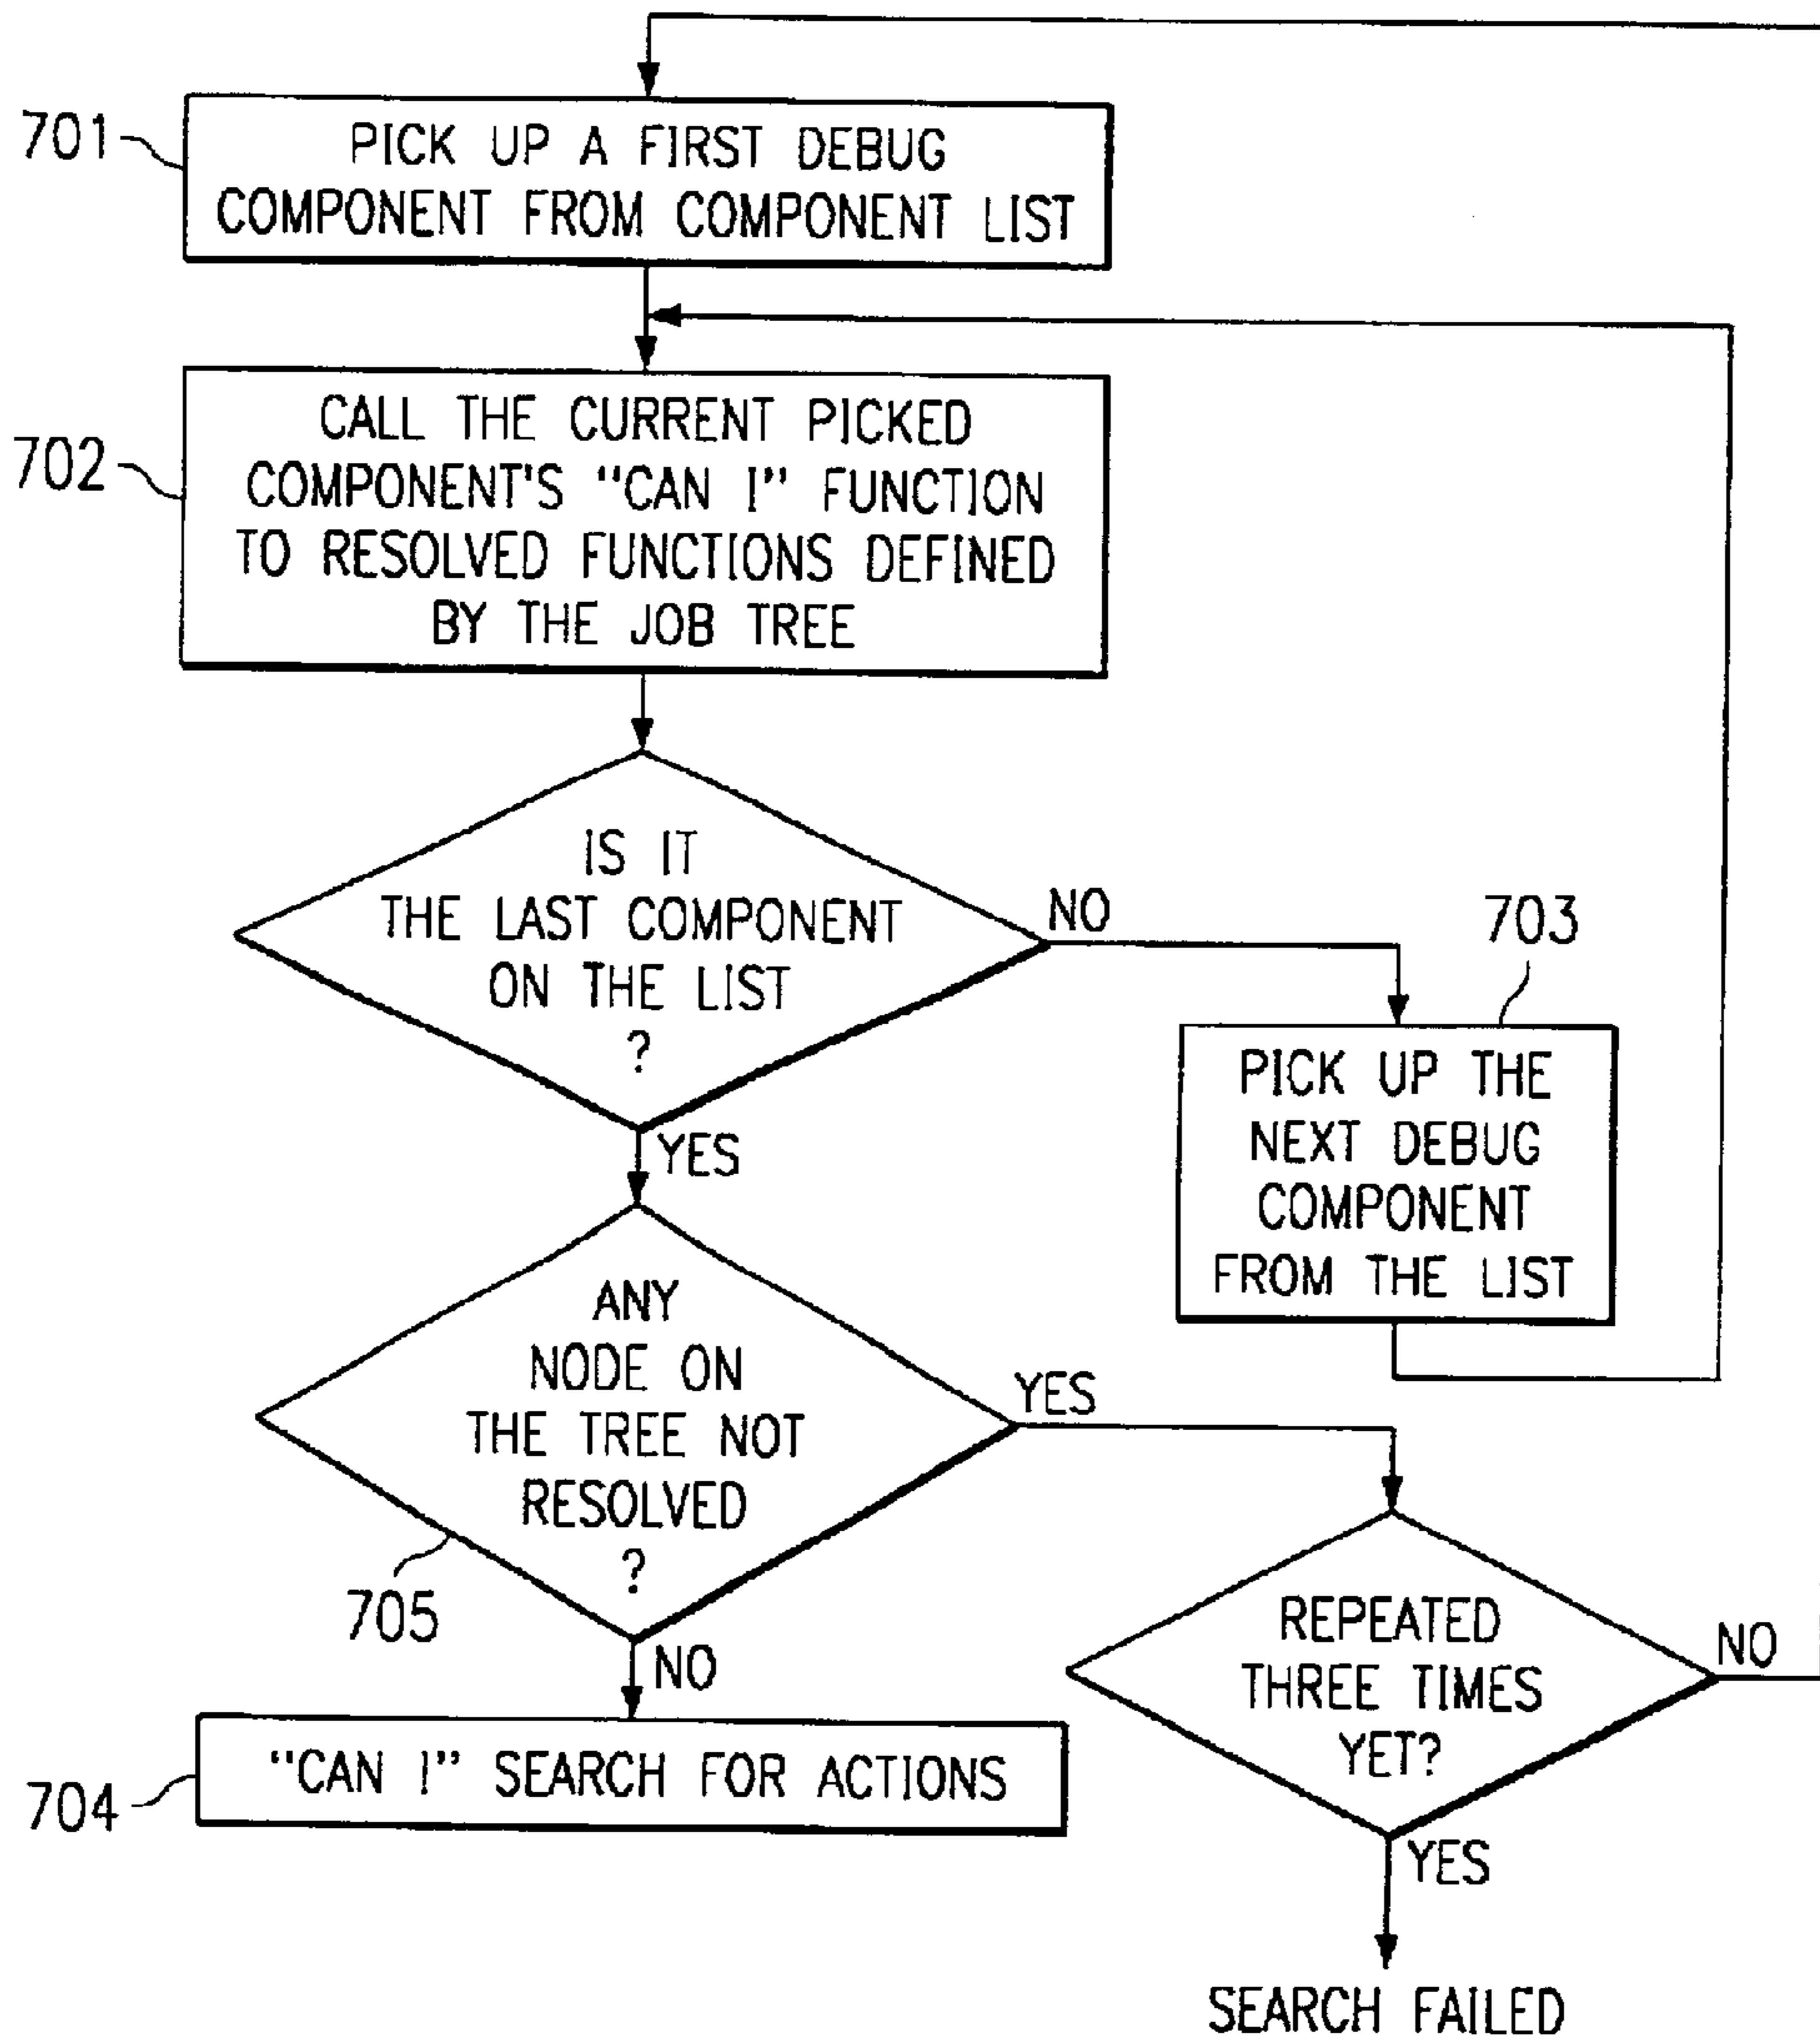 701
PICK UP A FIRST DEBUG
COMPONENT FROM COMPONENT LIST
702
CALL THE CURRENT PICKED
COMPONENT'S "CAN I" FUNCTION
TO RESOLVED FUNCTIONS DEFINED
BY THE JOB TREE
IS IT
THE LAST COMPONENT
ON THE LIST
?
NO
YES
703
PICK UP THE
NEXT DEBUG
COMPONENT
FROM THE LIST
ANY
NODE ON
THE TREE NOT
RESOLVED
?
YES
705
NO
REPEATED
THREE TIMES
YET?
NO
YES
704
"CAN I" SEARCH FOR ACTIONS
SEARCH FAILED